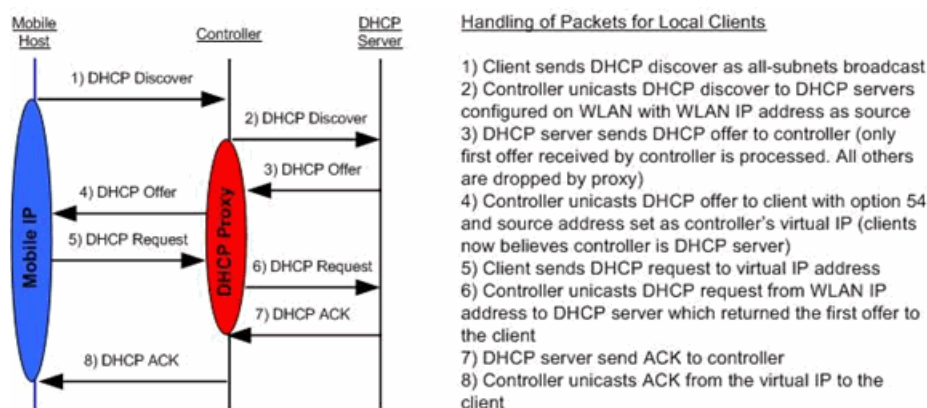 Mobile
Host
Controller
DHCP
Server
1) DHCP Discover
2) DHCP Discover
3) DHCP Offer
4) DHCP Offer
5) DHCP Request
6) DHCP Request
7) DHCP ACK
8) DHCP ACK
Mobile IP
DHCP Proxy
Handling of Packets for Local Clients
1) Client sends DHCP discover as all-subnets broadcast
2) Controller unicasts DHCP discover to DHCP servers
configured on WLAN with WLAN IP address as source
3) DHCP server sends DHCP offer to controller (only
first offer received by controller is processed. All others
are dropped by proxy)
4) Controller unicasts DHCP offer to client with option 54
and source address set as controller's virtual IP (clients
now believes controller is DHCP server)
5) Client sends DHCP request to virtual IP address
6) Controller unicasts DHCP request from WLAN IP
address to DHCP server which returned the first offer to
the client
7) DHCP server send ACK to controller
8) Controller unicasts ACK from the virtual IP to the
client